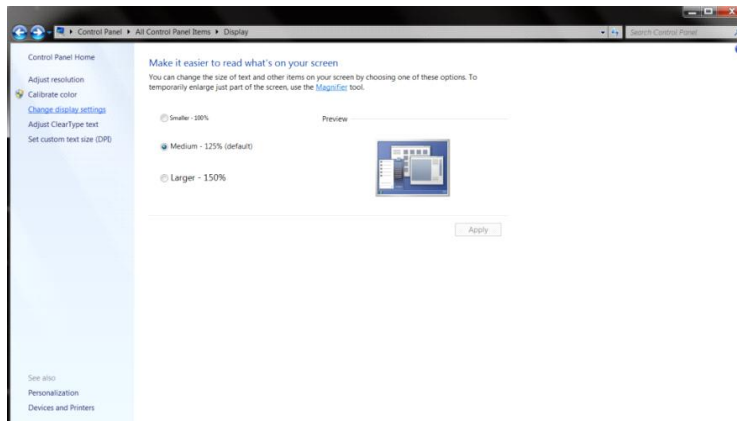 Control Panel ▸ All Control Panel Items ▸ Display
Search Control Panel
Control Panel Home
Adjust resolution
Calibrate color
Change display settings
Adjust ClearType text
Set custom text size (DPI)
Make it easier to read what's on your screen
You can change the size of text and other items on your screen by choosing one of these options. To
temporarily enlarge just part of the screen, use the Magnifier tool.
Smaller - 100%
Preview
Medium - 125% (default)
Larger - 150%
Apply
See also
Personalization
Devices and Printers